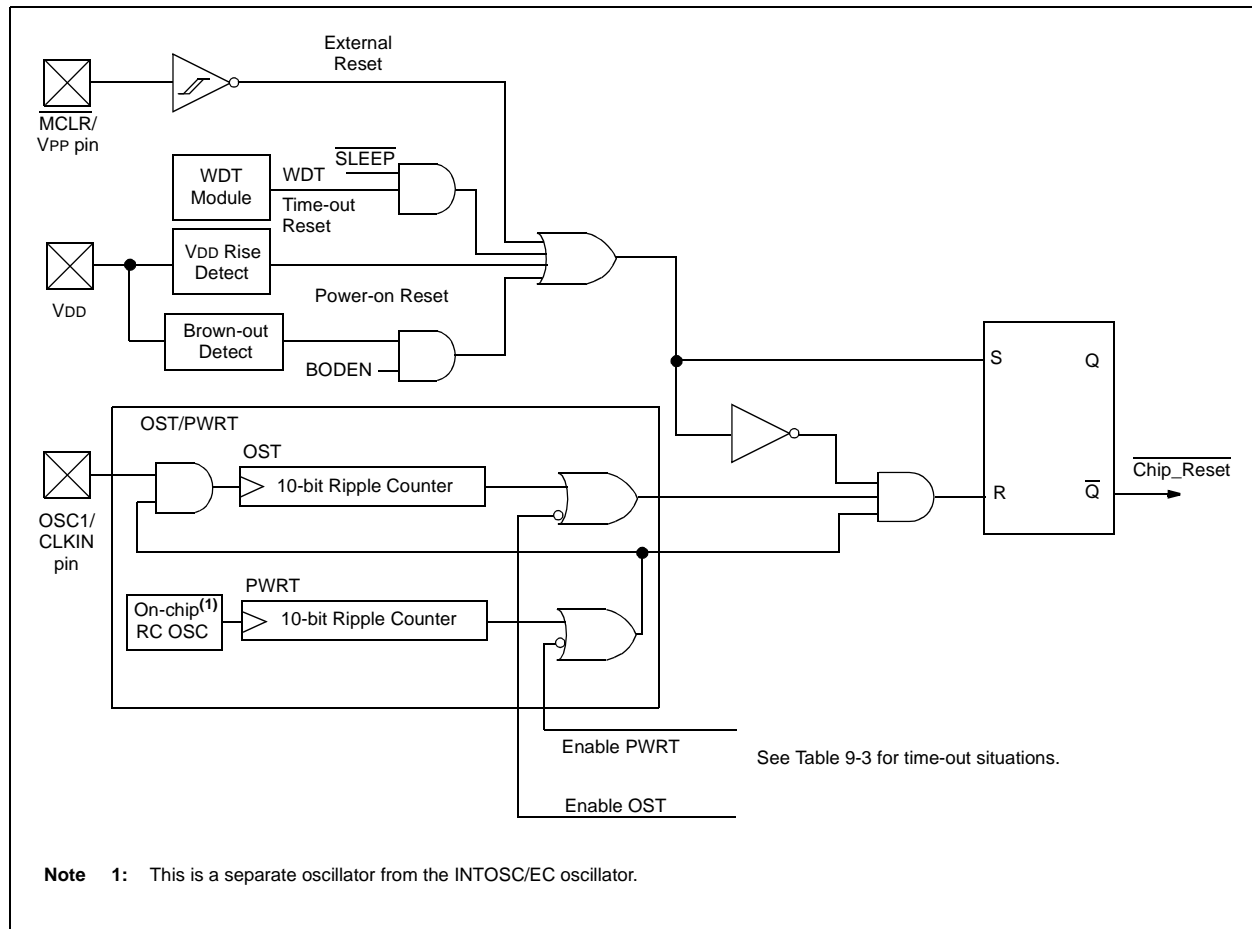 External
Reset
MCLR/
VPP pin
SLEEP
WDT
Module
WDT
Time-out
Reset
VDD Rise
Detect
VDD
Power-on Reset
Brown-out
Detect
BODEN
S
Q
OST/PWRT
OST
10-bit Ripple Counter
Chip_Reset
R
Q
OSC1/
CLKIN
pin
PWRT
On-chip(1)
RC OSC
10-bit Ripple Counter
Enable PWRT
See Table 9-3 for time-out situations.
Enable OST
Note 1: This is a separate oscillator from the INTOSC/EC oscillator.